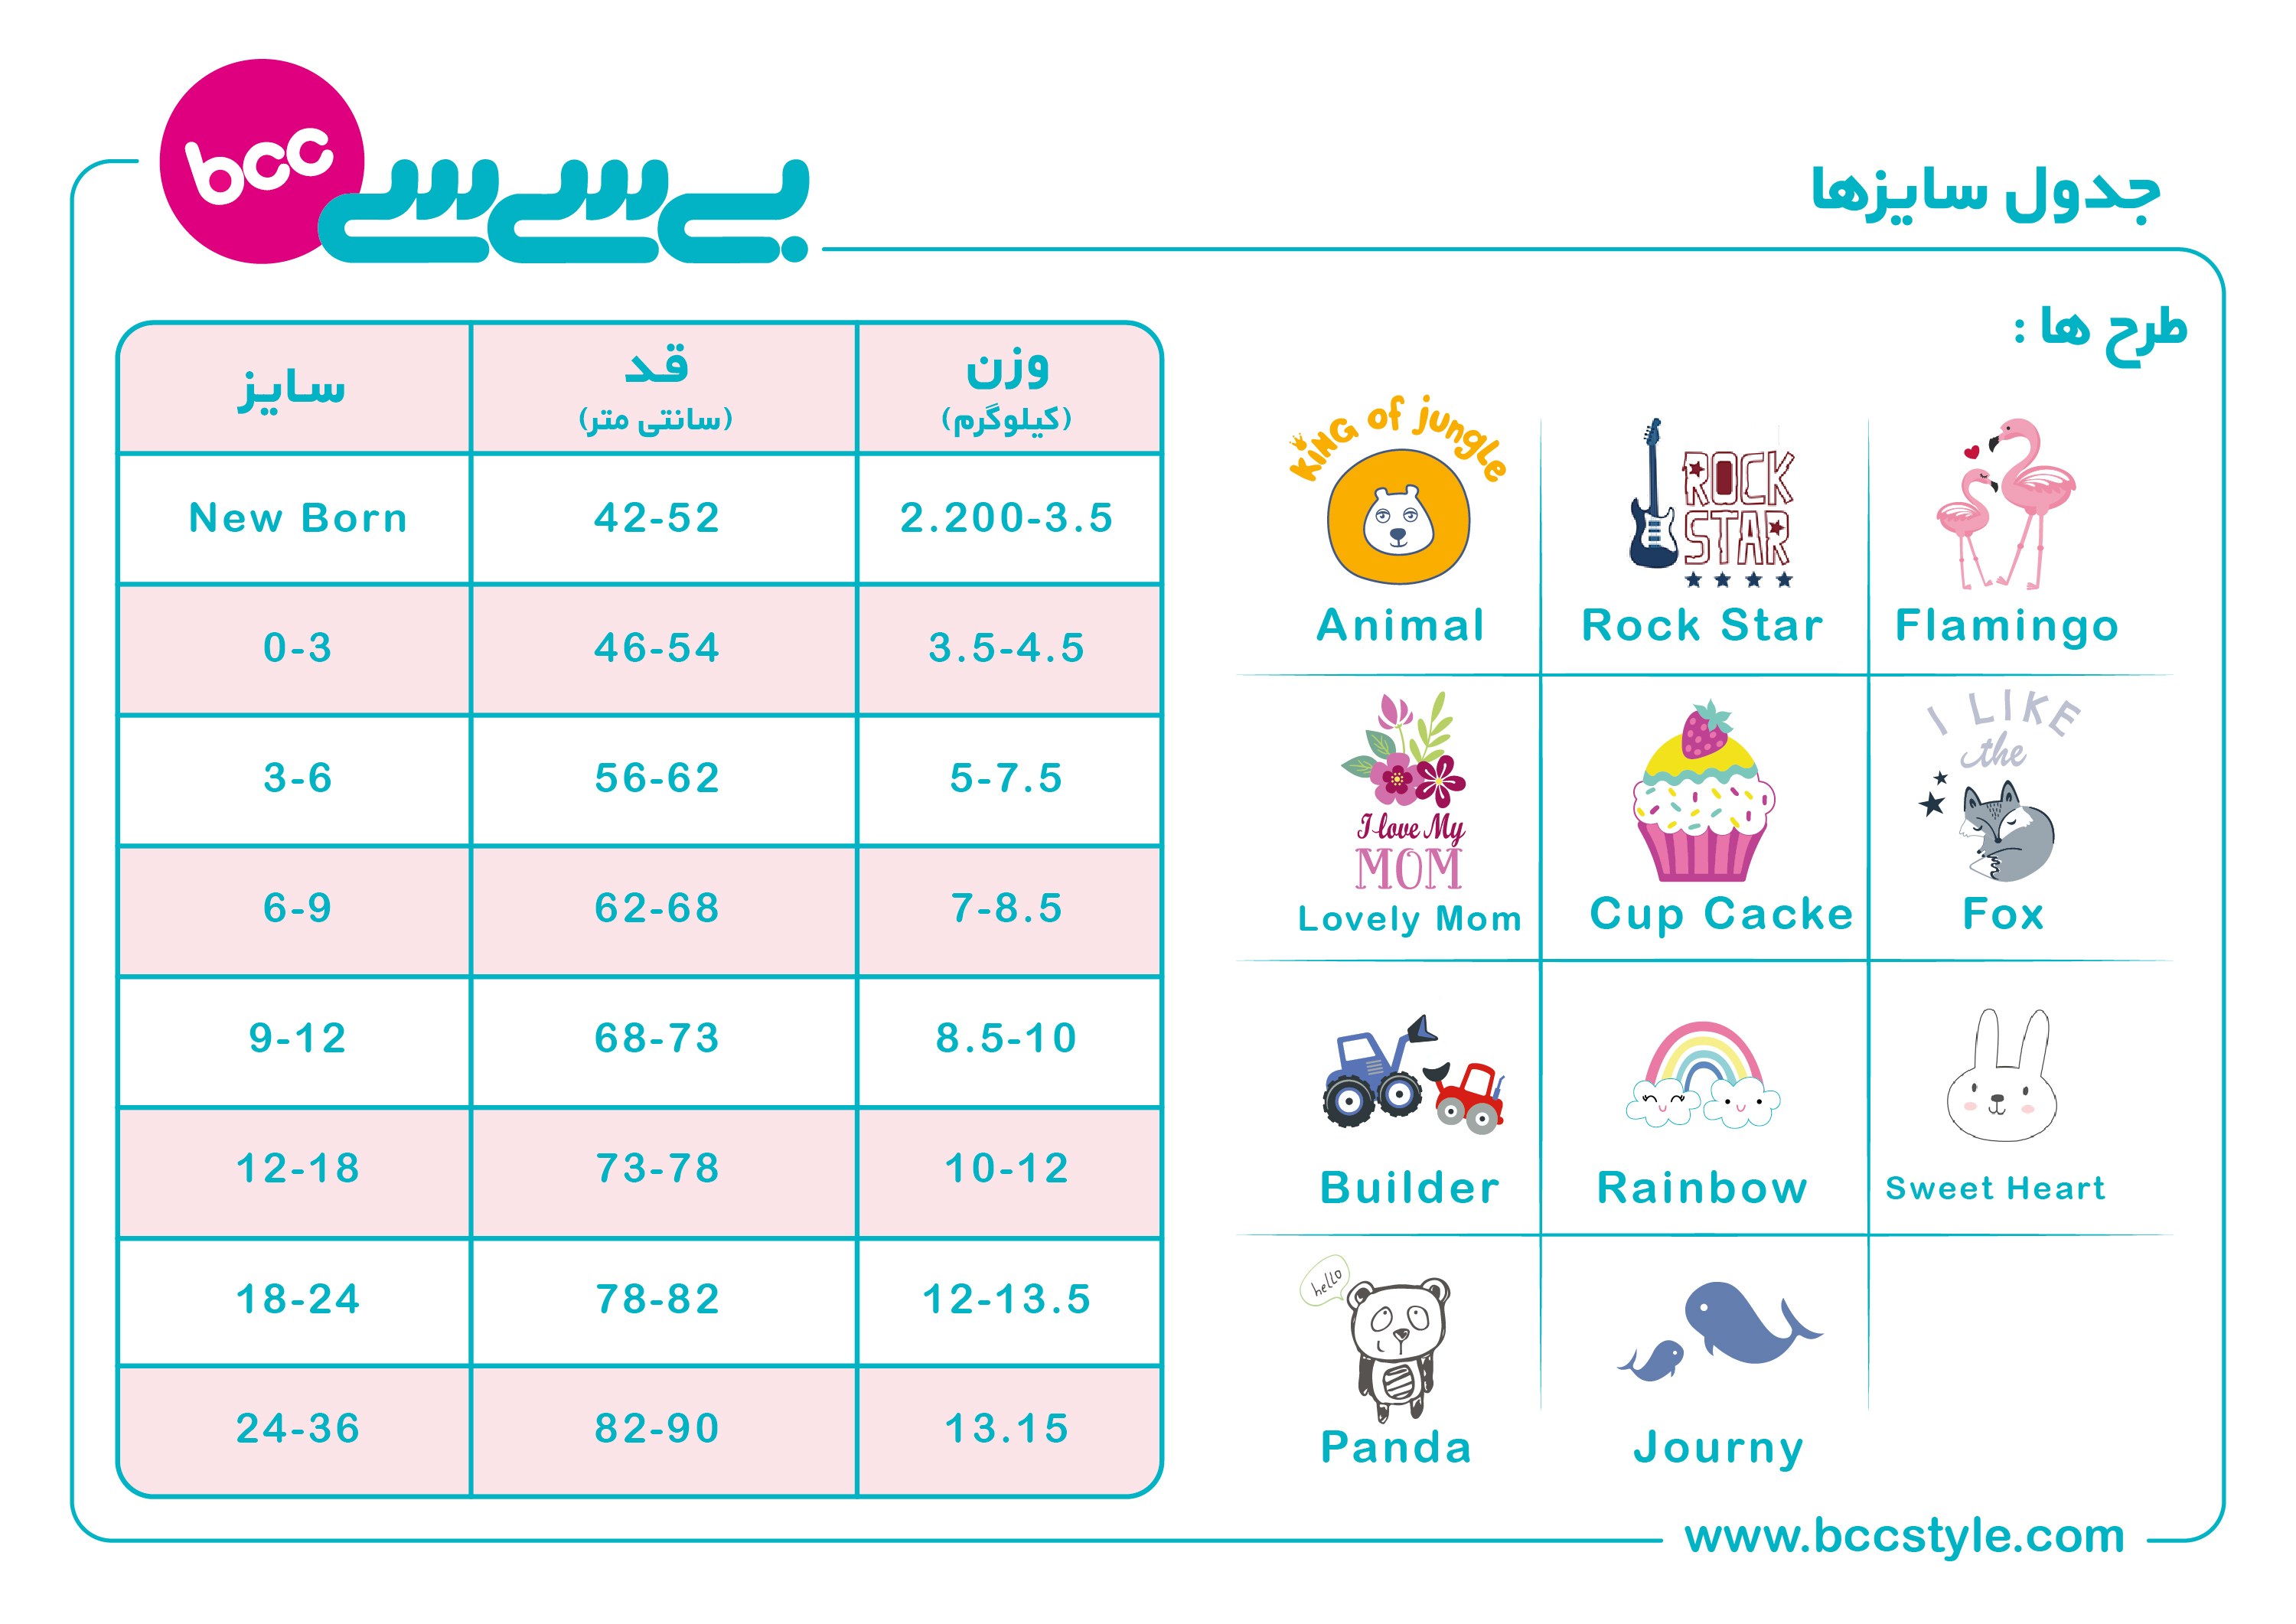 bcc
بی‌سی‌سی
جدول سایزها
سایز	قد (سانتی متر)	وزن (کیلوگرم)
New Born	42-52	2.200-3.5
0-3	46-54	3.5-4.5
3-6	56-62	5-7.5
6-9	62-68	7-8.5
9-12	68-73	8.5-10
12-18	73-78	10-12
18-24	78-82	12-13.5
24-36	82-90	13.15
طرح ها :
KING of jungle
Animal
ROCK
STAR
Rock Star
Flamingo
I love My
MOM
Lovely Mom
Cup Cacke
I LIKE
the
Fox
Builder
Rainbow
Sweet Heart
hello
Panda
Journy
www.bccstyle.com